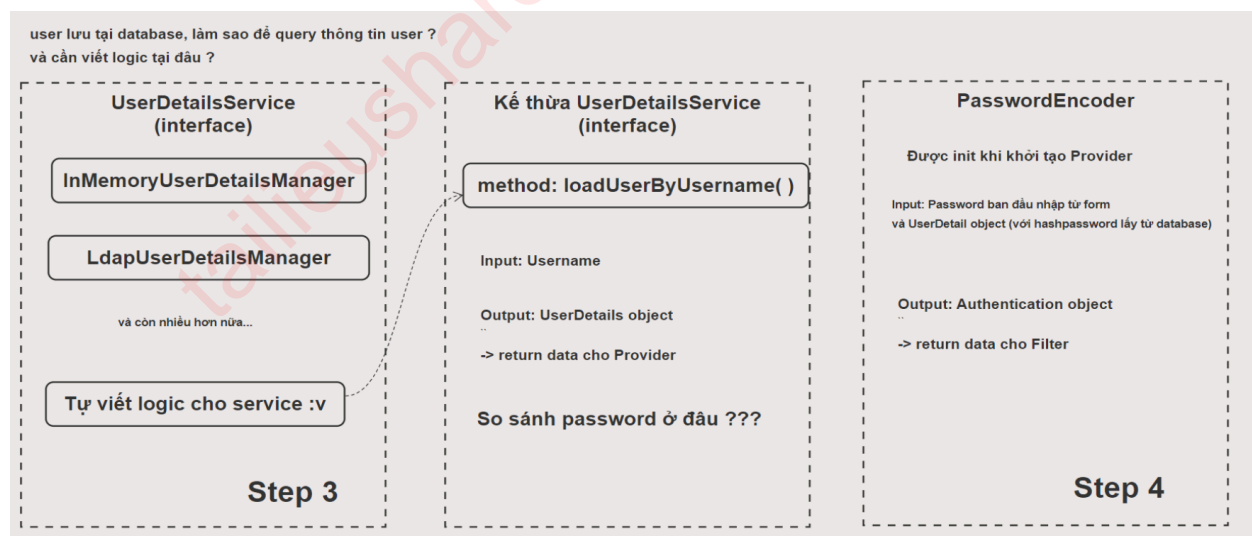 user lưu tại database, làm sao để query thông tin user ?
và cần viết logic tại đâu ?
UserDetailsService
(interface)
InMemoryUserDetailsManager
LdapUserDetailsManager
và còn nhiều hơn nữa...
Tự viết logic cho service :v
Step 3
Kế thừa UserDetailsService
(interface)
method: loadUserByUsername( )
Input: Username
Output: UserDetails object
-> return data cho Provider
So sánh password ở đâu ???
PasswordEncoder
Được init khi khởi tạo Provider
Input: Password ban đầu nhập từ form
và UserDetail object (với hashpassword lấy từ database)
Output: Authentication object
-> return data cho Filter
Step 4
tailieushare